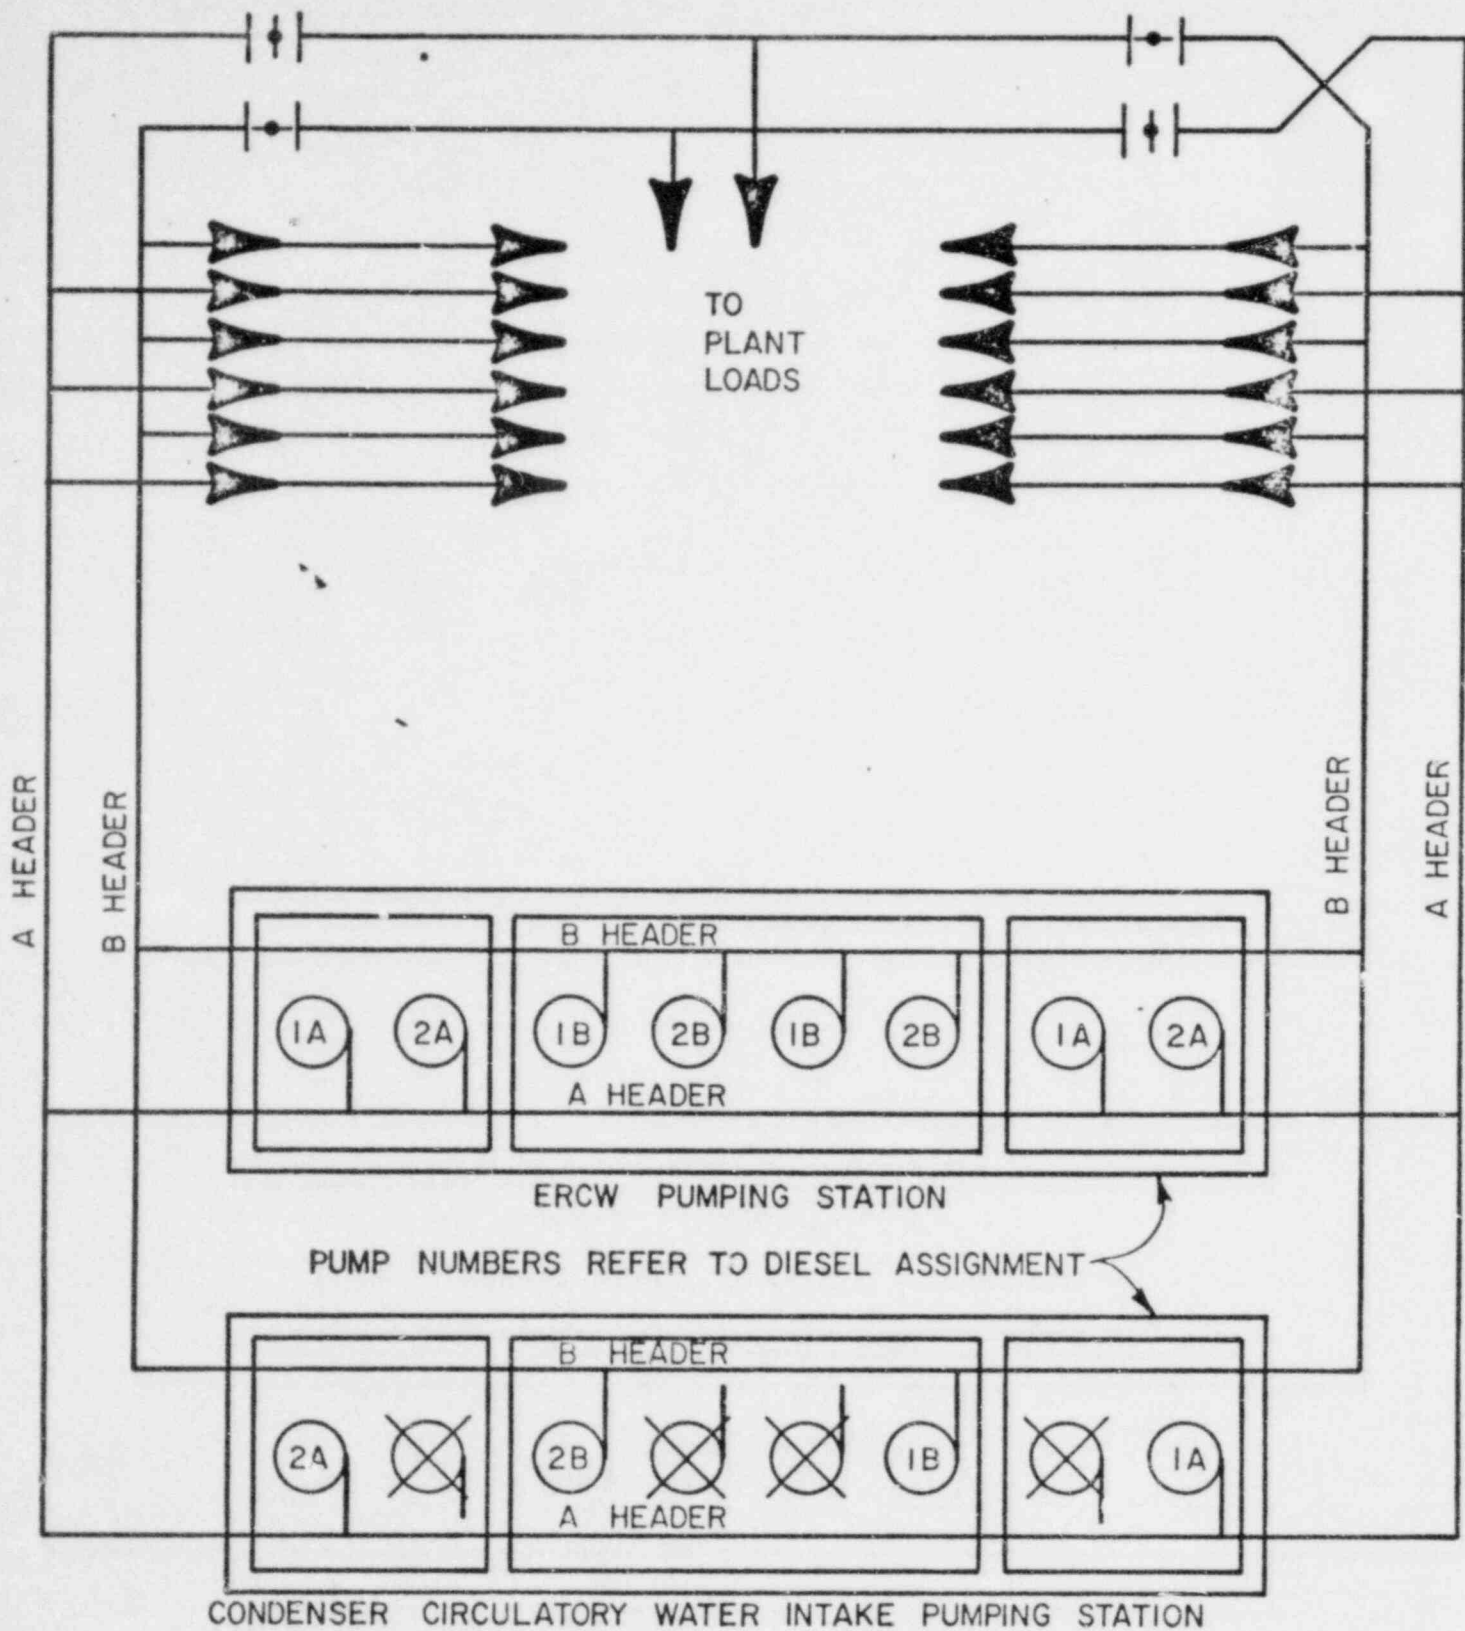 TO
PLANT
LOADS
A HEADER
B HEADER
B HEADER
A HEADER
B HEADER
1A
2A
1B
2B
1B
2B
1A
2A
A HEADER
ERCW PUMPING STATION
PUMP NUMBERS REFER TO DIESEL ASSIGNMENT
B HEADER
2A
2B
1B
1A
A HEADER
CONDENSER CIRCULATORY WATER INTAKE PUMPING STATION